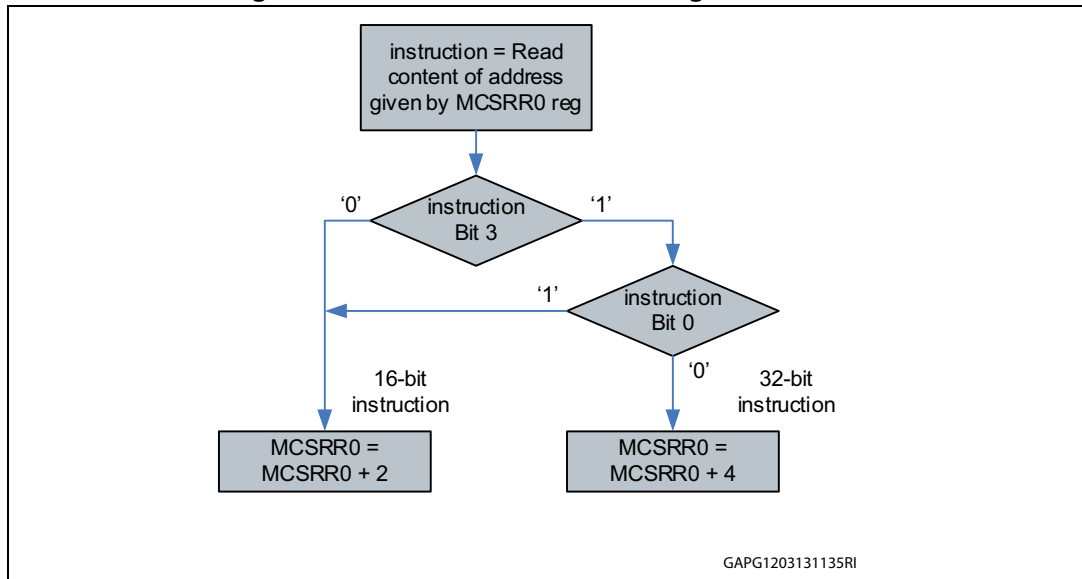 instruction = Read
content of address
given by MCSRR0 reg
‘0’
instruction
Bit 3
‘1’
‘1’
instruction
Bit 0
‘0’
16-bit
instruction
32-bit
instruction
MCSRR0 =
MCSRR0 + 2
MCSRR0 =
MCSRR0 + 4
GAPG1203131135RI